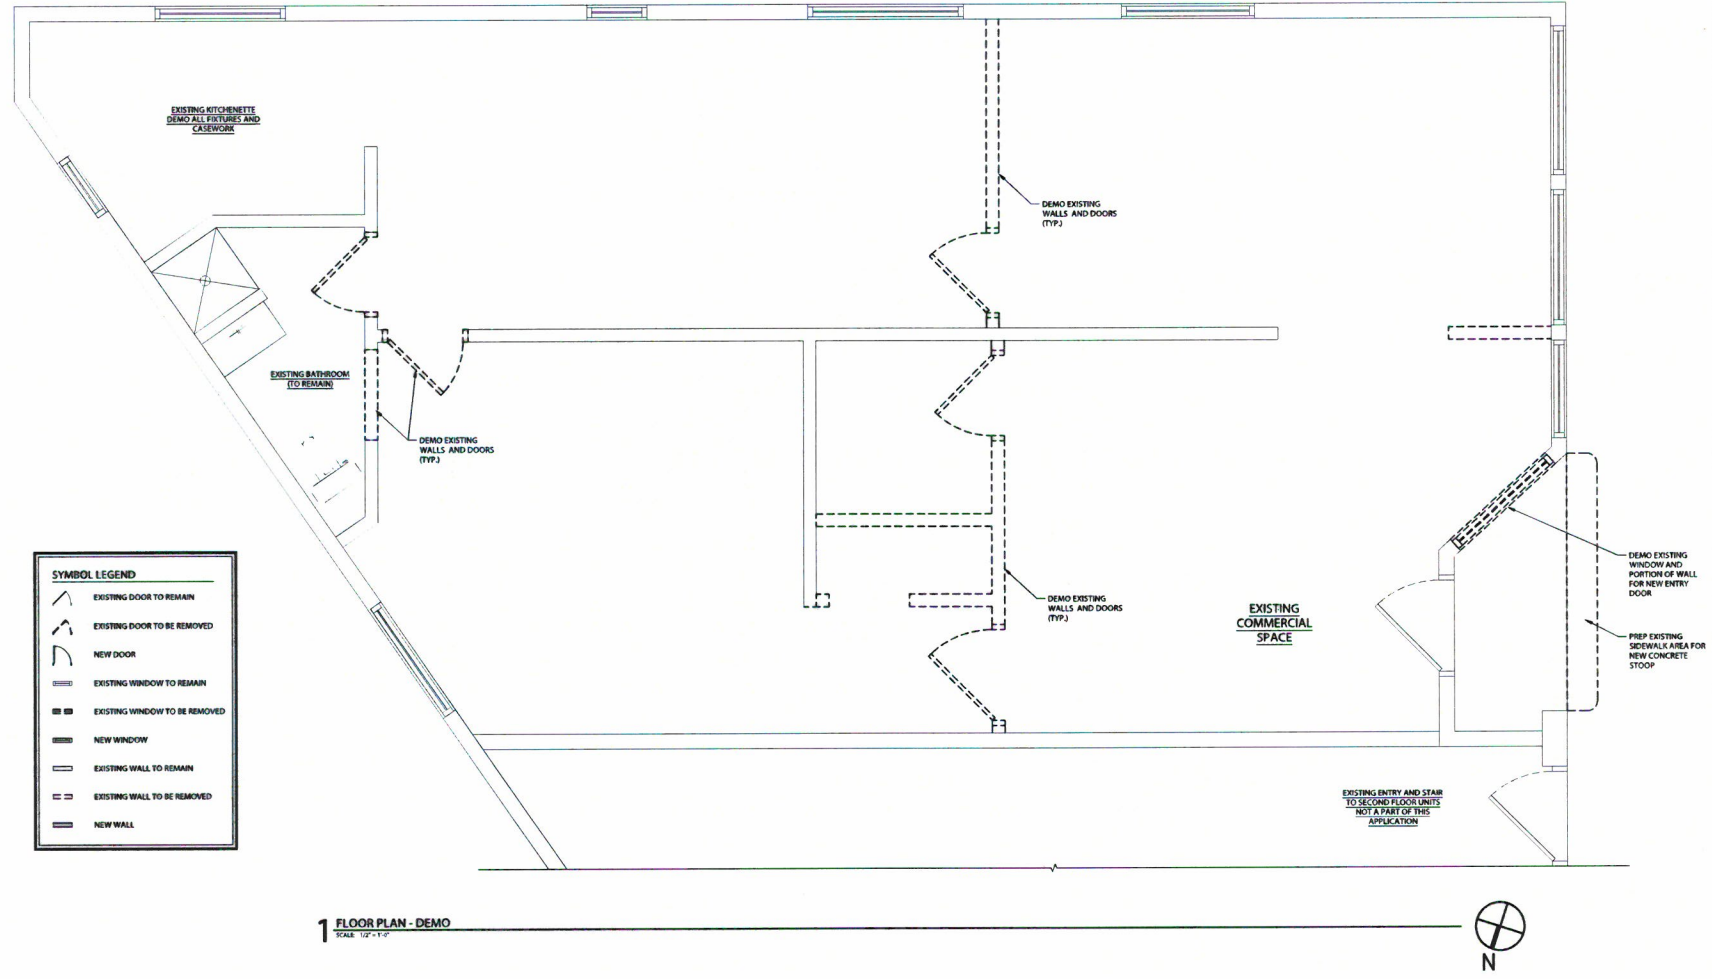 EXISTING KITCHENETTE
DEMO ALL FIXTURES AND
CASEWORK
DEMO EXISTING
WALLS AND DOORS
(TYP.)
EXISTING BATHROOM
(TO REMAIN)
DEMO EXISTING
WALLS AND DOORS
(TYP.)
DEMO EXISTING
WALLS AND DOORS
(TYP.)
EXISTING
COMMERCIAL
SPACE
DEMO EXISTING
WINDOW AND
PORTION OF WALL
FOR NEW ENTRY
DOOR
PREP EXISTING
SIDEWALK AREA FOR
NEW CONCRETE
STOOP
SYMBOL LEGEND
EXISTING DOOR TO REMAIN
EXISTING DOOR TO BE REMOVED
NEW DOOR
EXISTING WINDOW TO REMAIN
EXISTING WINDOW TO BE REMOVED
NEW WINDOW
EXISTING WALL TO REMAIN
EXISTING WALL TO BE REMOVED
NEW WALL
EXISTING ENTRY AND STAIR
TO SECOND FLOOR UNITS
NOT A PART OF THIS
APPLICATION
1 FLOOR PLAN - DEMO
SCALE: 1/2" = 1'-0"
N